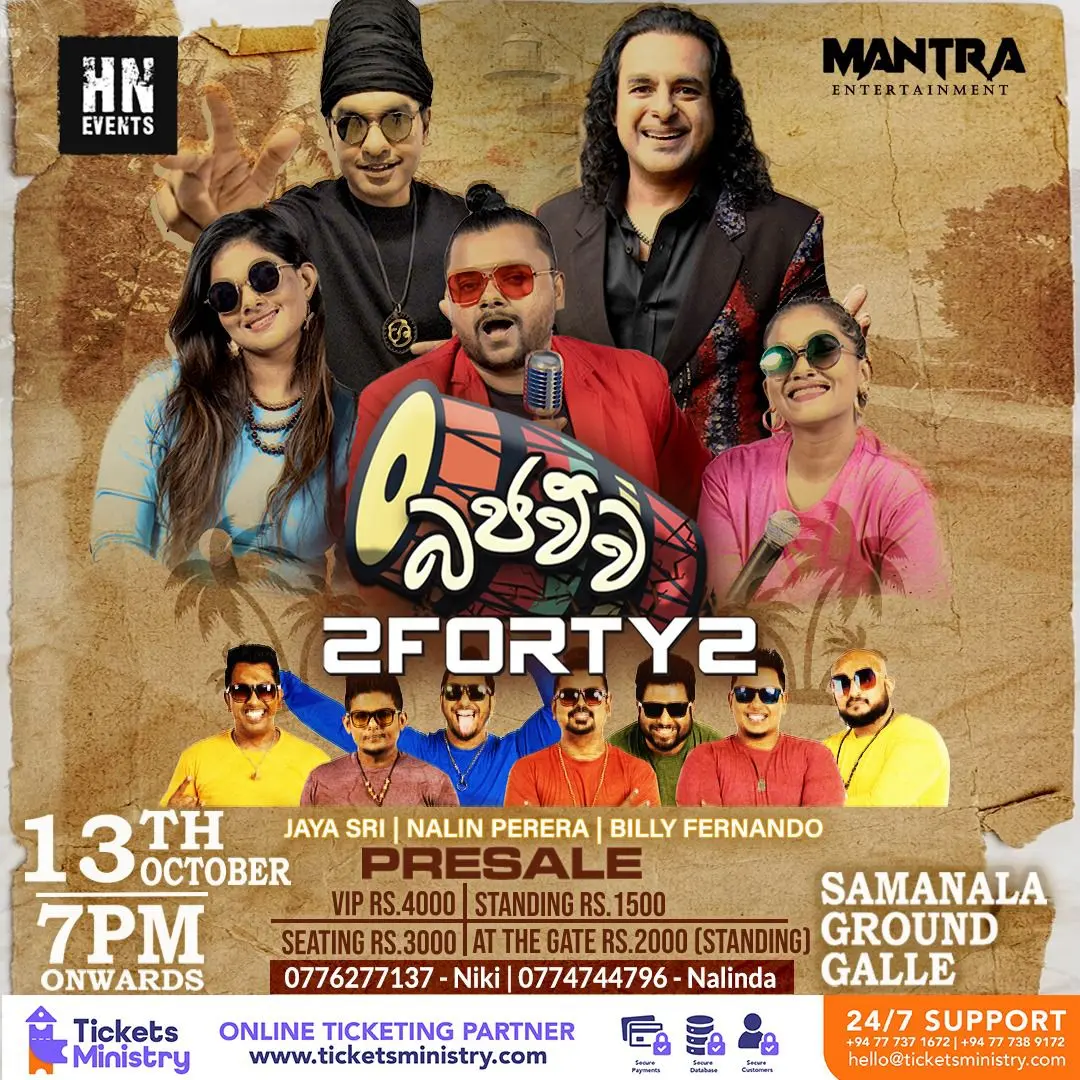 HN
EVENTS
MANTRA
ENTERTAINMENT
බජව්ව
2FORTY2
JAYA SRI | NALIN PERERA | BILLY FERNANDO
13TH
OCTOBER
7PM
ONWARDS
PRESALE
VIP RS.4000 | STANDING RS.1500
SEATING RS.3000 | AT THE GATE RS.2000 (STANDING)
0776277137 - Niki | 0774744796 - Nalinda
SAMANALA
GROUND
GALLE
Tickets
Ministry
ONLINE TICKETING PARTNER
www.ticketsministry.com
Secure
Payments
Secure
Database
Secure
Customers
24/7 SUPPORT
+94 77 737 1672 | +94 77 738 9172
hello@ticketsministry.com